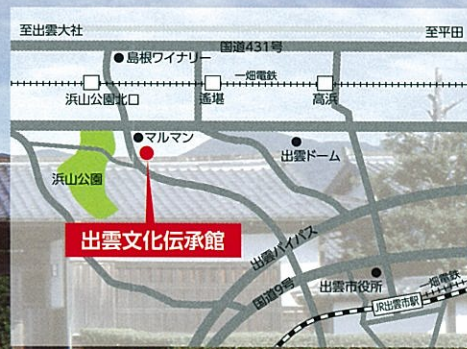 至出雲大社
至平田
国道431号
島根ワイナリー
一畑電鉄
浜山公園北口
遙堪
高浜
マルマン
出雲ドーム
浜山公園
出雲文化伝承館
出雲バイパス
出雲市役所
国道9号
一畑電鉄
JR出雲市駅